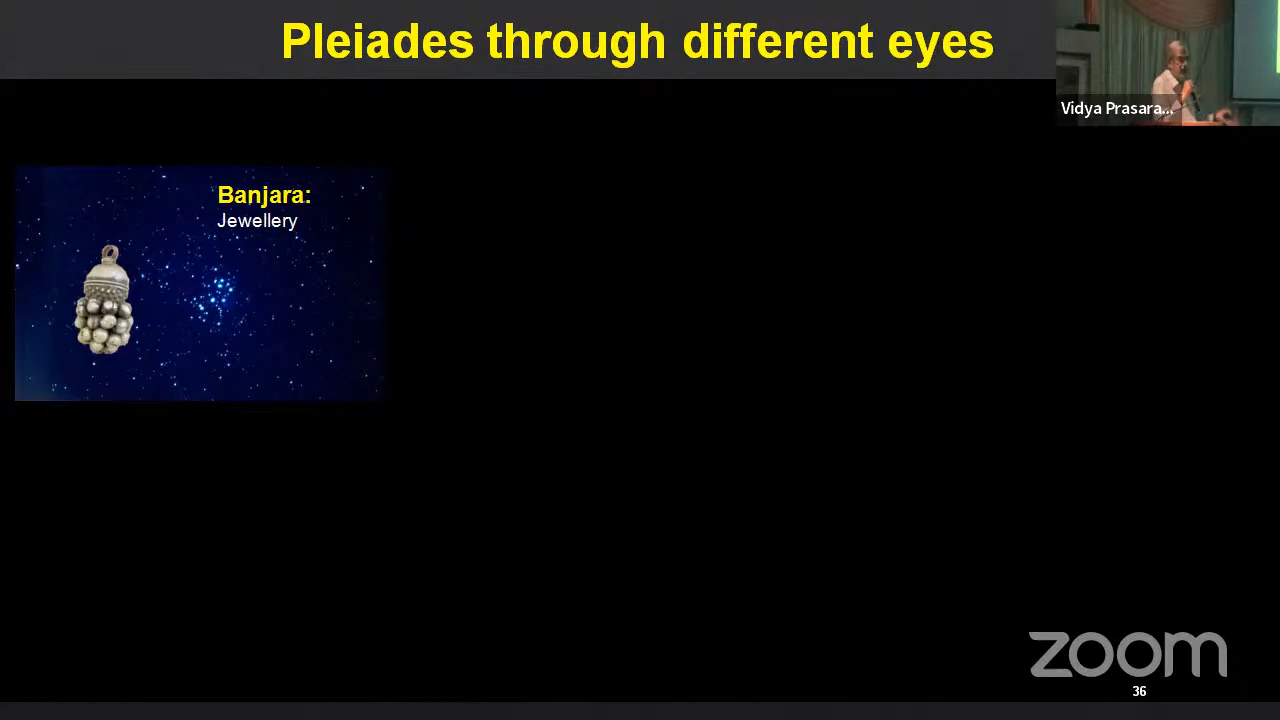 Pleiades through different eyes
Vidya Prasara...
Banjara:
Jewellery
zoom
36